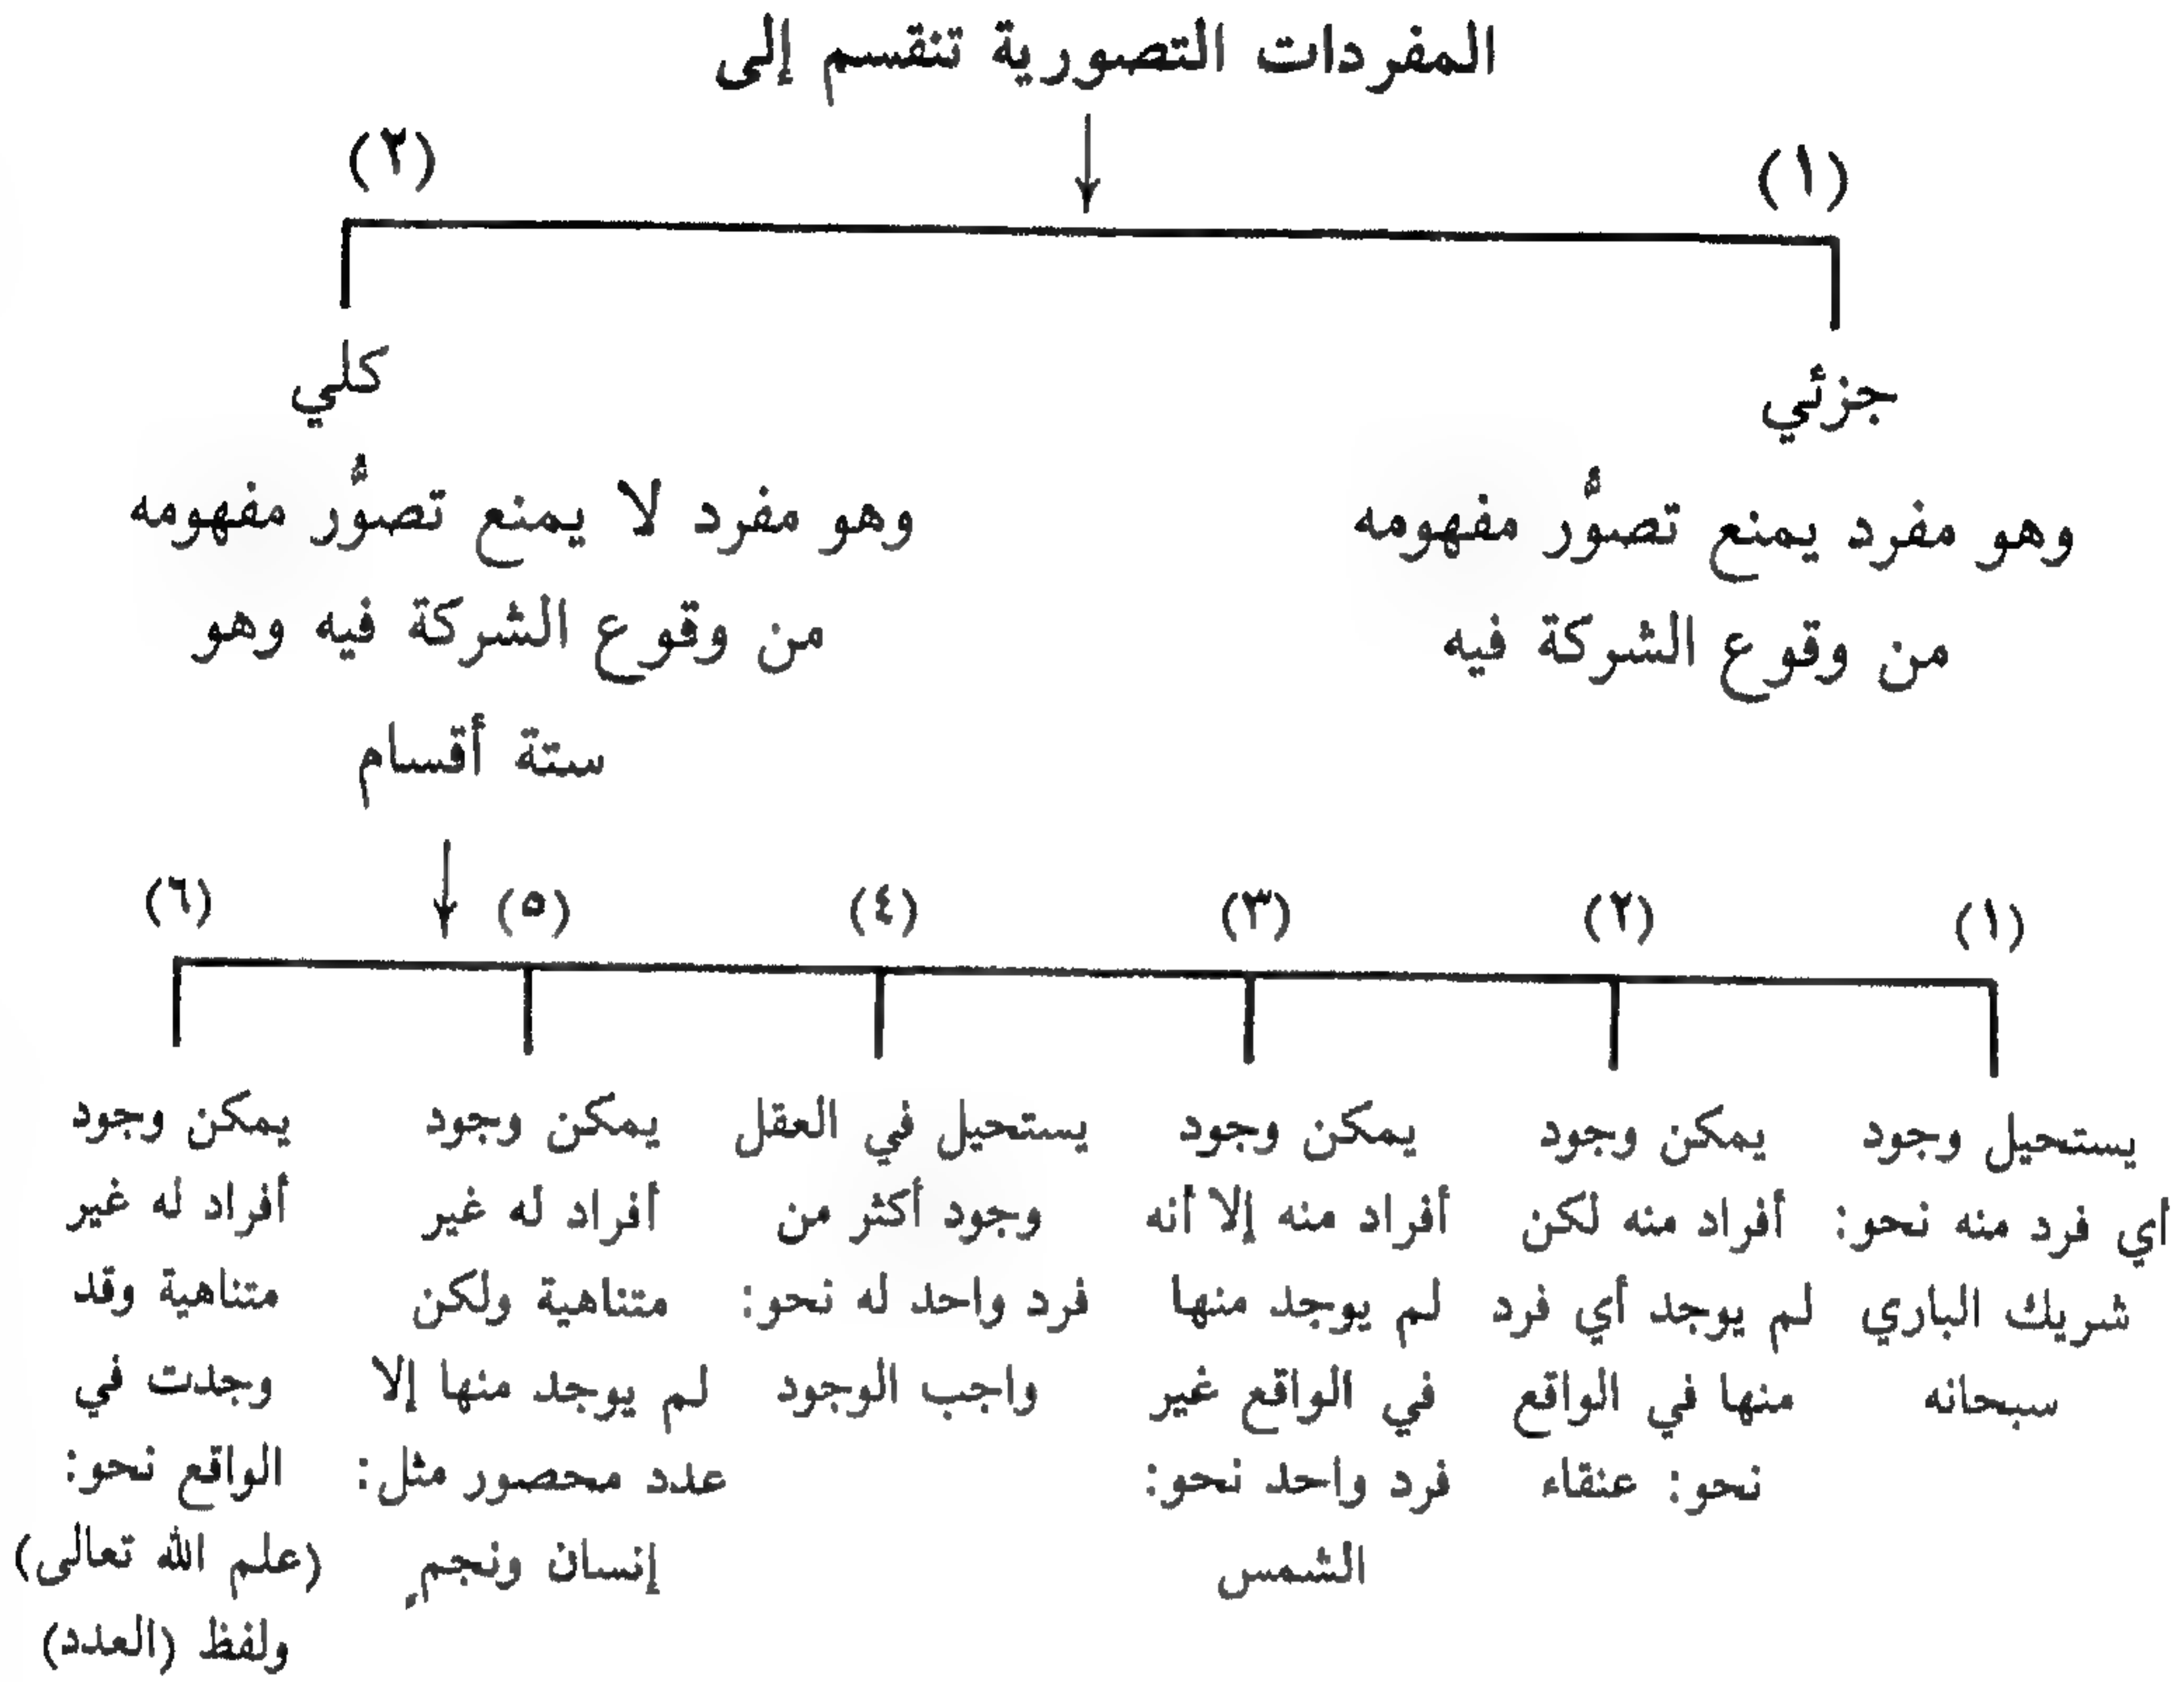 المفردات التصورية تنقسم إلى
(١)
جزئي
وهو مفرد يمنع تصوُّر مفهومه
من وقوع الشركة فيه
(٢)
كلي
وهو مفرد لا يمنع تصوُّر مفهومه
من وقوع الشركة فيه وهو
ستة أقسام
(١)
يستحيل وجود
اي فرد منه نحو:
شريك الباري
سبحانه
(٢)
يمكن وجود
أفراد منه لكن
لم يوجد أي فرد
منها في الواقع
نحو: عنقاء
(٣)
يمكن وجود
أفراد منه إلا أنه
لم يوجد منها
في الواقع غير
فرد واحد نحو:
الشمس
(٤)
يستحيل في العقل
وجود أكثر من
فرد واحد له نحو:
واجب الوجود
(٥)
يمكن وجود
أفراد له غير
متناهية ولكن
لم يوجد منها إلا
عدد محصور مثل:
إنسان ونجمٍ
(٦)
يمكن وجود
أفراد له غير
متناهية وقد
وجدت في
الواقع نحو:
(علم الله تعالى)
ولفظ (العدد)